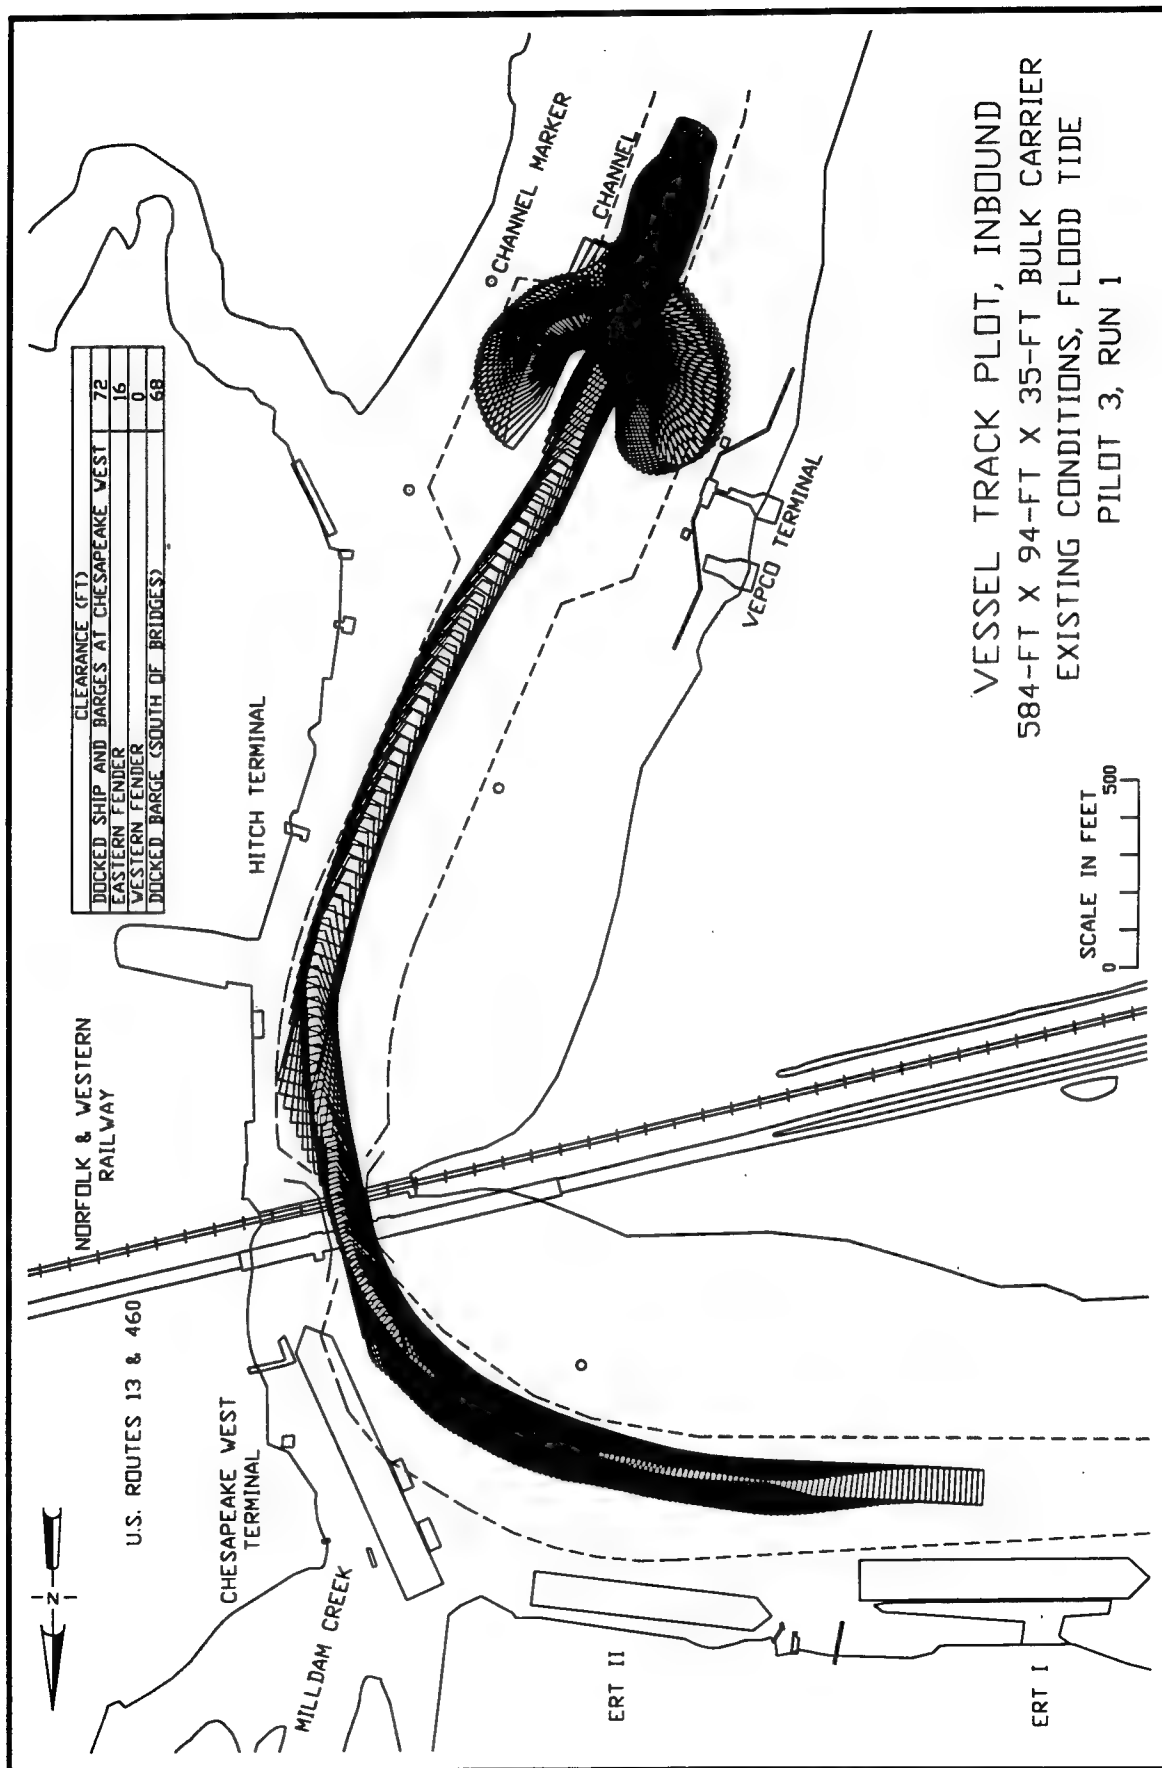 CLEARANCE (FT)
DOCKED SHIP AND BARGES AT CHESAPEAKE WEST 72
EASTERN FENDER 16
WESTERN FENDER 0
DOCKED BARGE (SOUTH OF BRIDGES) 68
CHANNEL MARKER
CHANNEL
HITCH TERMINAL
NORFOLK & WESTERN
RAILWAY
U.S. ROUTES 13 & 460
CHESAPEAKE WEST
TERMINAL
N
MILLDAM CREEK
ERT II
ERT I
VEPCO TERMINAL
SCALE IN FEET
0 500
VESSEL TRACK PLOT, INBOUND
584-FT X 94-FT X 35-FT BULK CARRIER
EXISTING CONDITIONS, FLOOD TIDE
PILOT 3, RUN 1